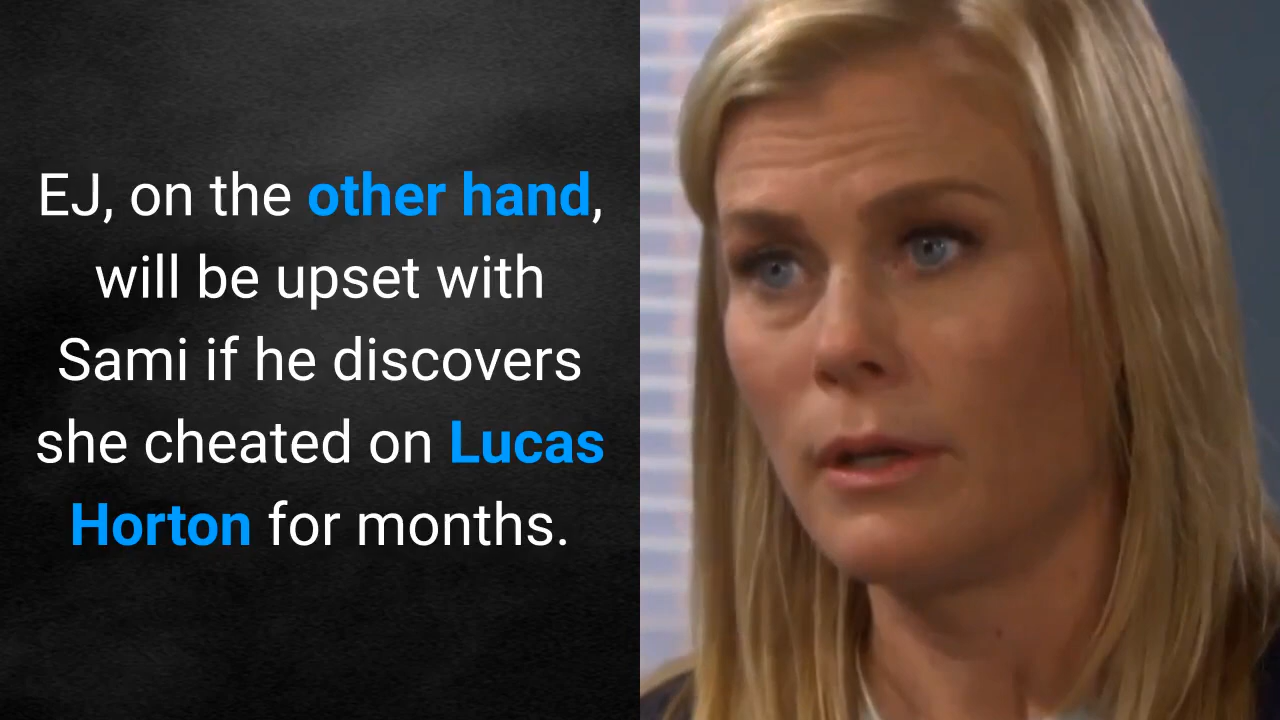 EJ, on the other hand,
will be upset with
Sami if he discovers
she cheated on Lucas
Horton for months.